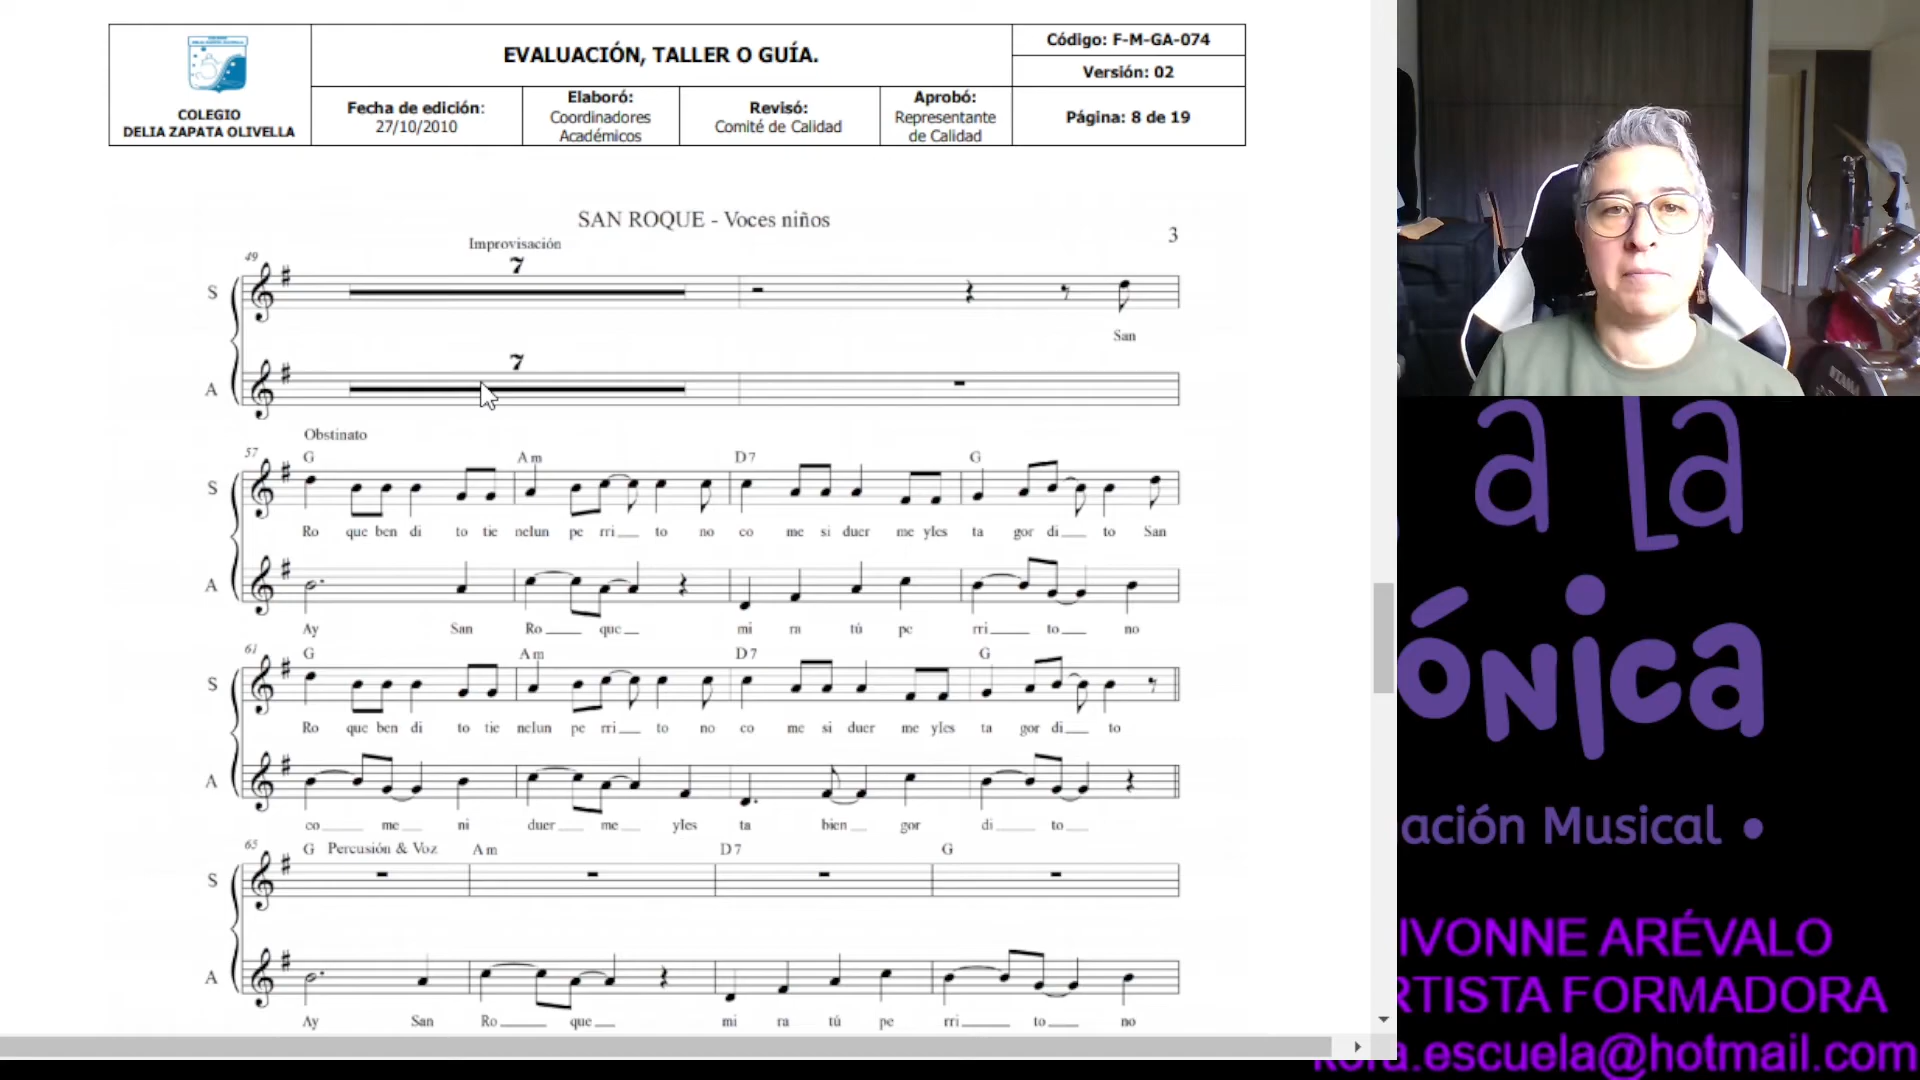 COLEGIO
DELIA ZAPATA OLIVELLA
EVALUACIÓN, TALLER O GUÍA.
Código: F-M-GA-074
Versión: 02
Fecha de edición:
27/10/2010
Elaboró:
Coordinadores
Académicos
Revisó:
Comité de Calidad
Aprobó:
Representante
de Calidad
Página: 8 de 19
SAN ROQUE - Voces niños
3
Improvisación
49
7
S
San
7
A
Obstinato
57
G Am D7 G
S
Ro que ben di to tie nelun pe rri to no co me si duer me yles ta gor di to San
A
Ay San Ro que mi ra tú pe rri to no
61
G Am D7 G
S
Ro que ben di to tie nelun pe rri to no co me si duer me yles ta gor di to
A
co me ni duer me yles ta bien gor di to
65
G Percusión & Voz Am D7 G
S
A
Ay San Ro que mi ra tú pe rri to no
a La
ónica
ación Musical •
IVONNE ARÉVALO
RTISTA FORMADORA
kora.escuela@hotmail.com